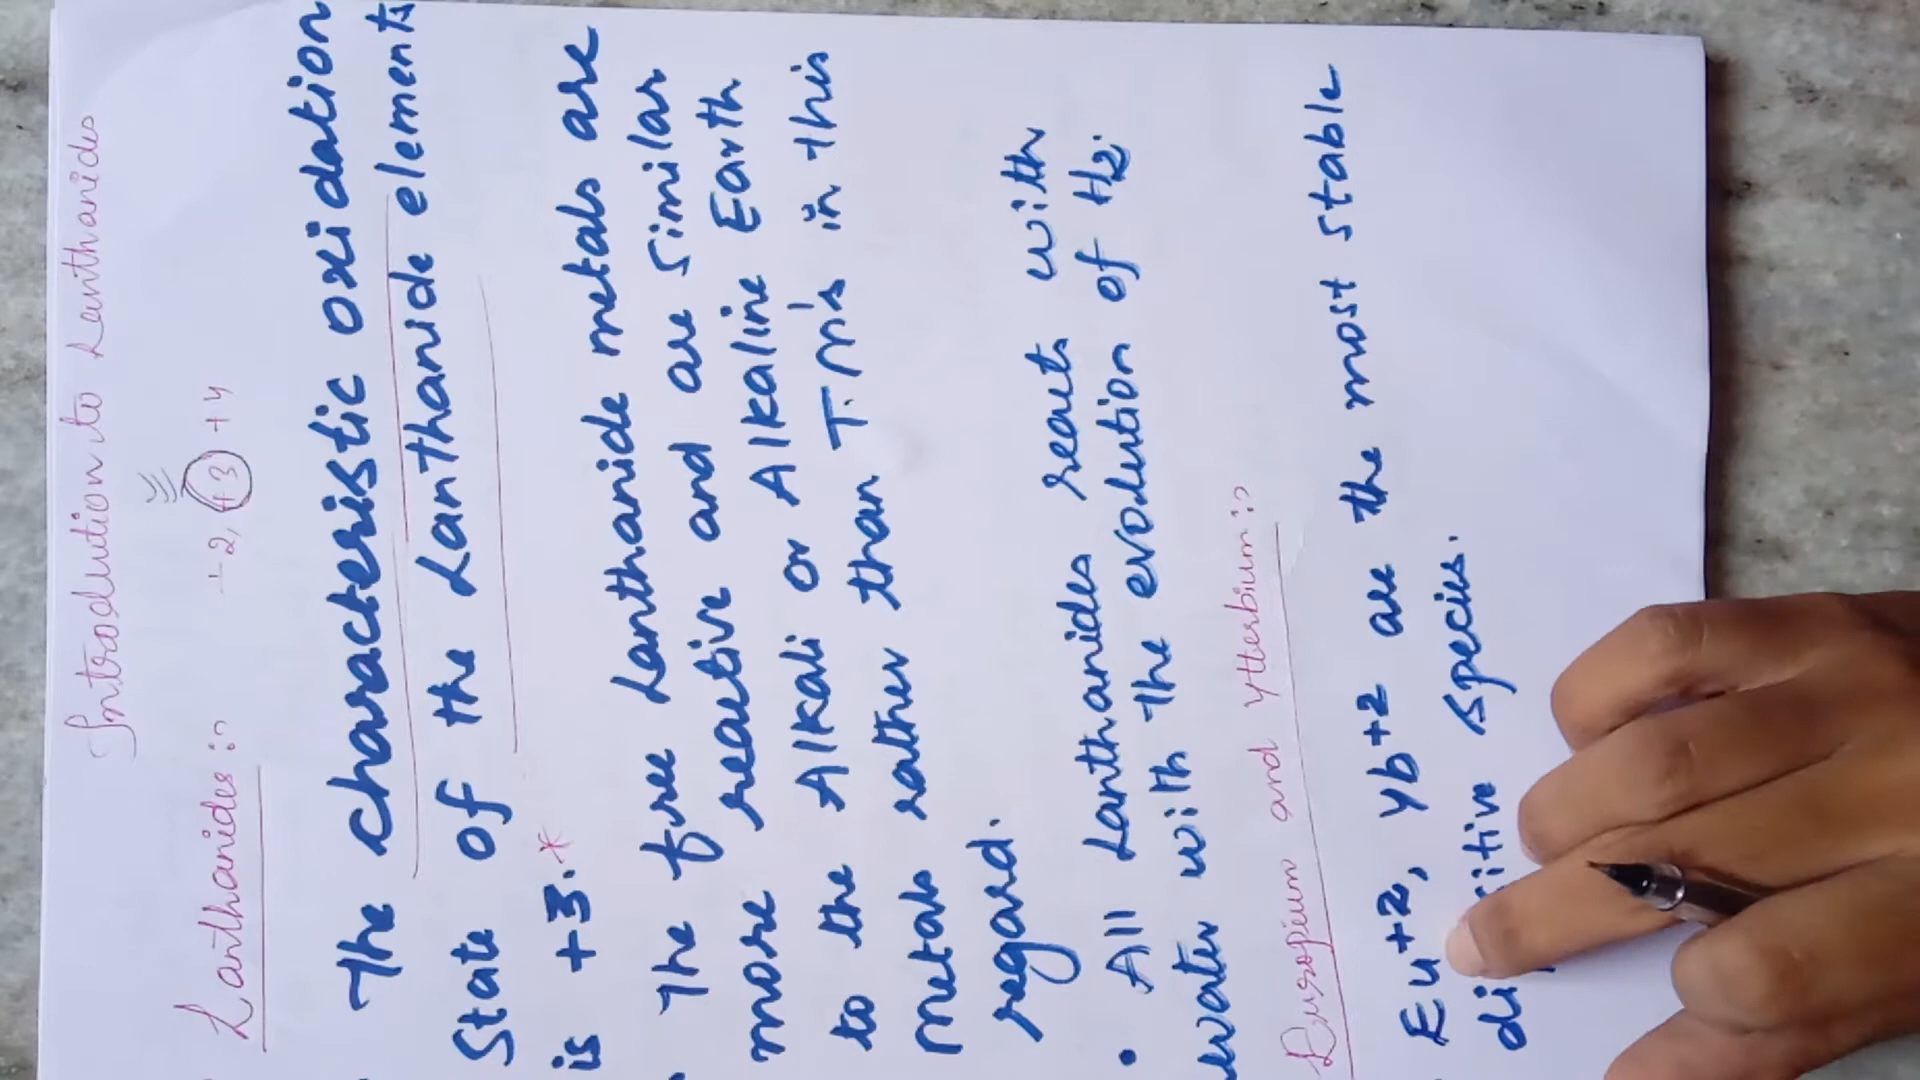 Introdution to Lanthanides
Lanthanides :-
+2, +3 +4
The characteristic oxidation
State of the Lanthanide elements
is +3. *
The free Lanthanide metals are
more reactive and are Similar
to the Alkali or Alkaline Earth
metals rather than T.M's in this
regard.
• All Lanthanides reacts with
water with the evolution of H2.
Europium and Ytterbium :-
Eu+2, Yb+2 are the most stable
species.